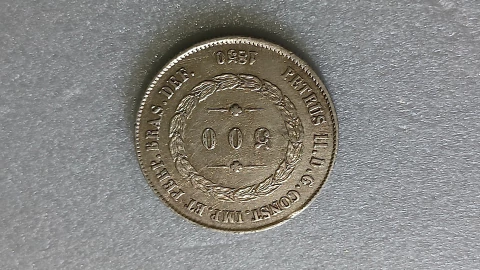 PETRUS II.D.G.CONST.IMP.ET PERP.BRAS.DEF.
500